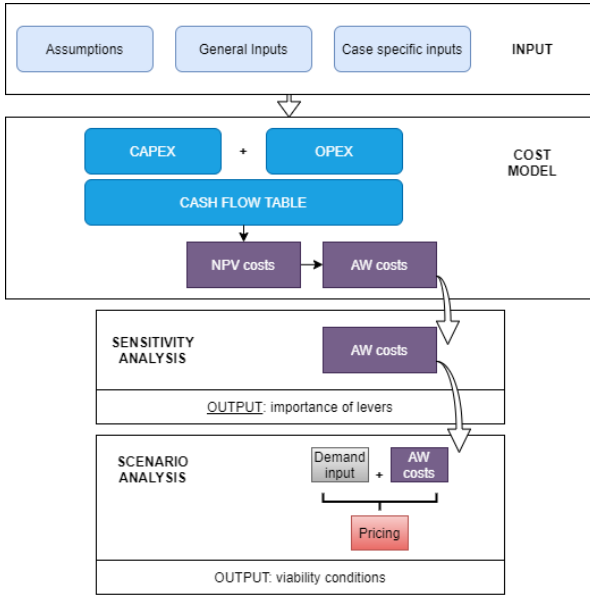 Assumptions
General Inputs
Case specific inputs
INPUT
CAPEX
+
OPEX
COST
MODEL
CASH FLOW TABLE
NPV costs
AW costs
SENSITIVITY
ANALYSIS
AW costs
OUTPUT: importance of levers
SCENARIO
ANALYSIS
Demand
input
+
AW
costs
Pricing
OUTPUT: viability conditions